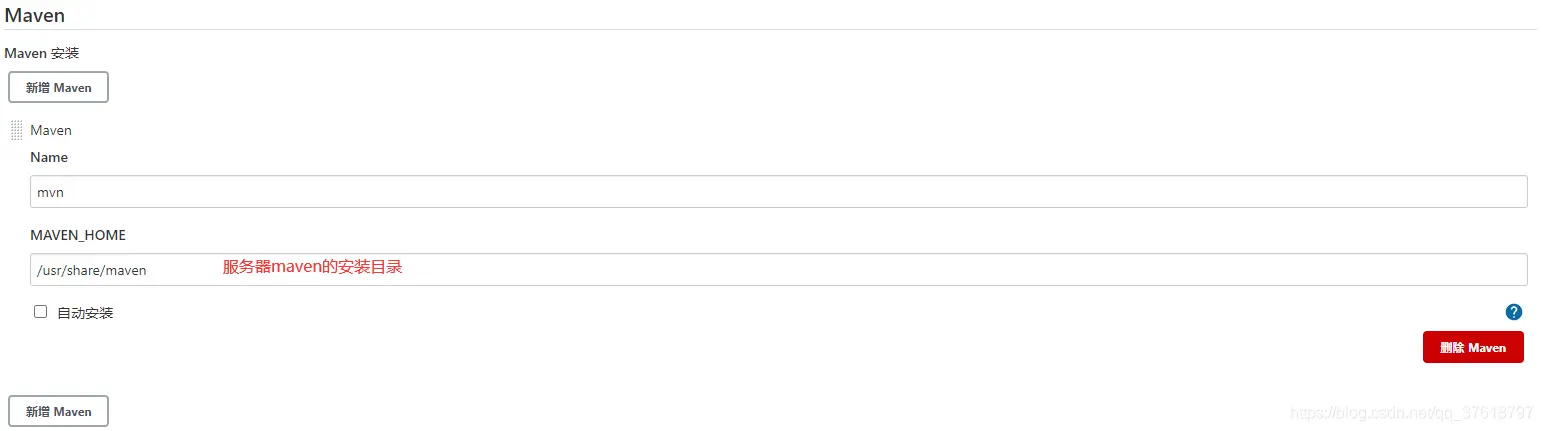 Maven
Maven 安装
新增 Maven
Maven
Name
mvn
MAVEN_HOME
/usr/share/maven 服务器maven的安装目录
自动安装
?
删除 Maven
新增 Maven
https://blog.csdn.net/qq_37618797